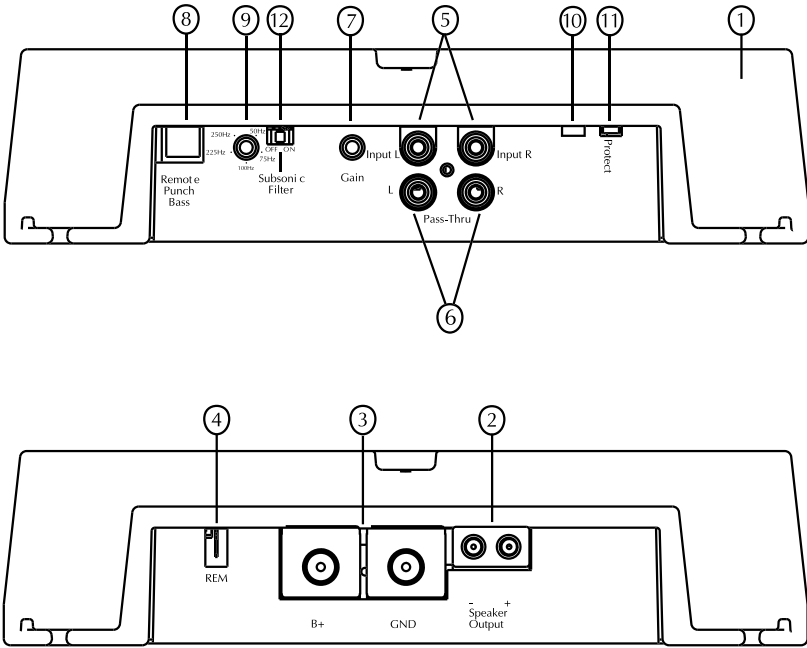 8
9
12
7
5
10
11
1
250Hz
50Hz
225Hz
75Hz
100Hz
OFF ON
Remote
Punch
Bass
Subsonic
Filter
Gain
Input L
Input R
L
R
Pass-Thru
Protect
6
4
3
2
REM
B+
GND
- +
Speaker
Output